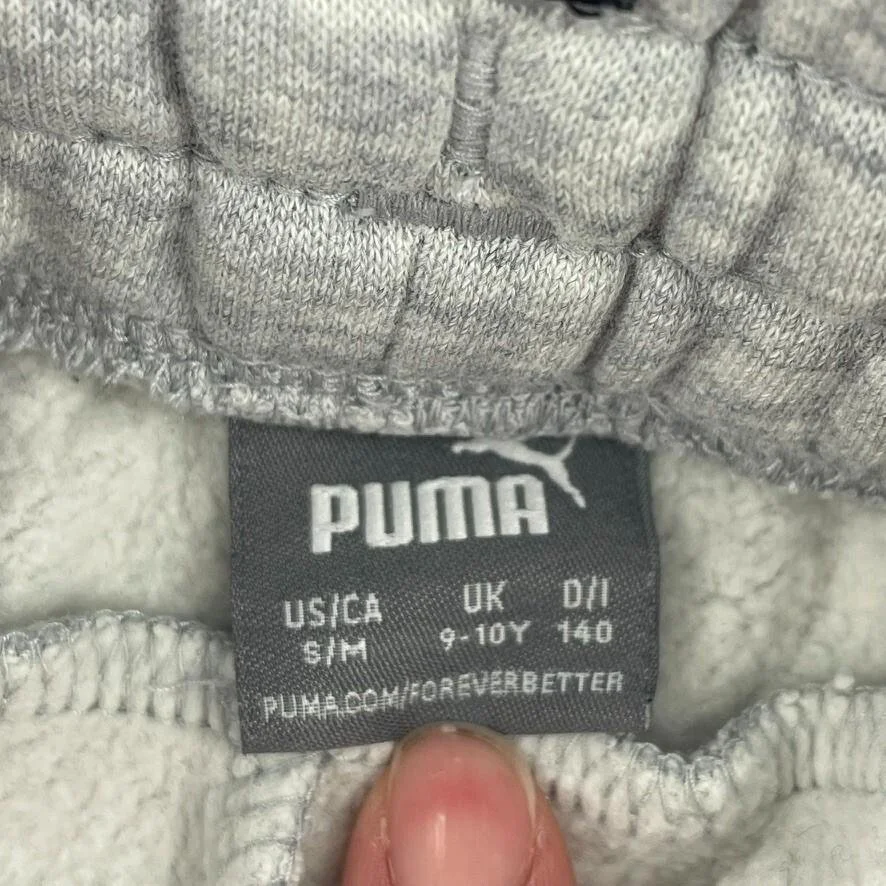 PUMA
US/CA UK D/I
S/M 9-10Y 140
PUMA.COM/FOREVERBETTER